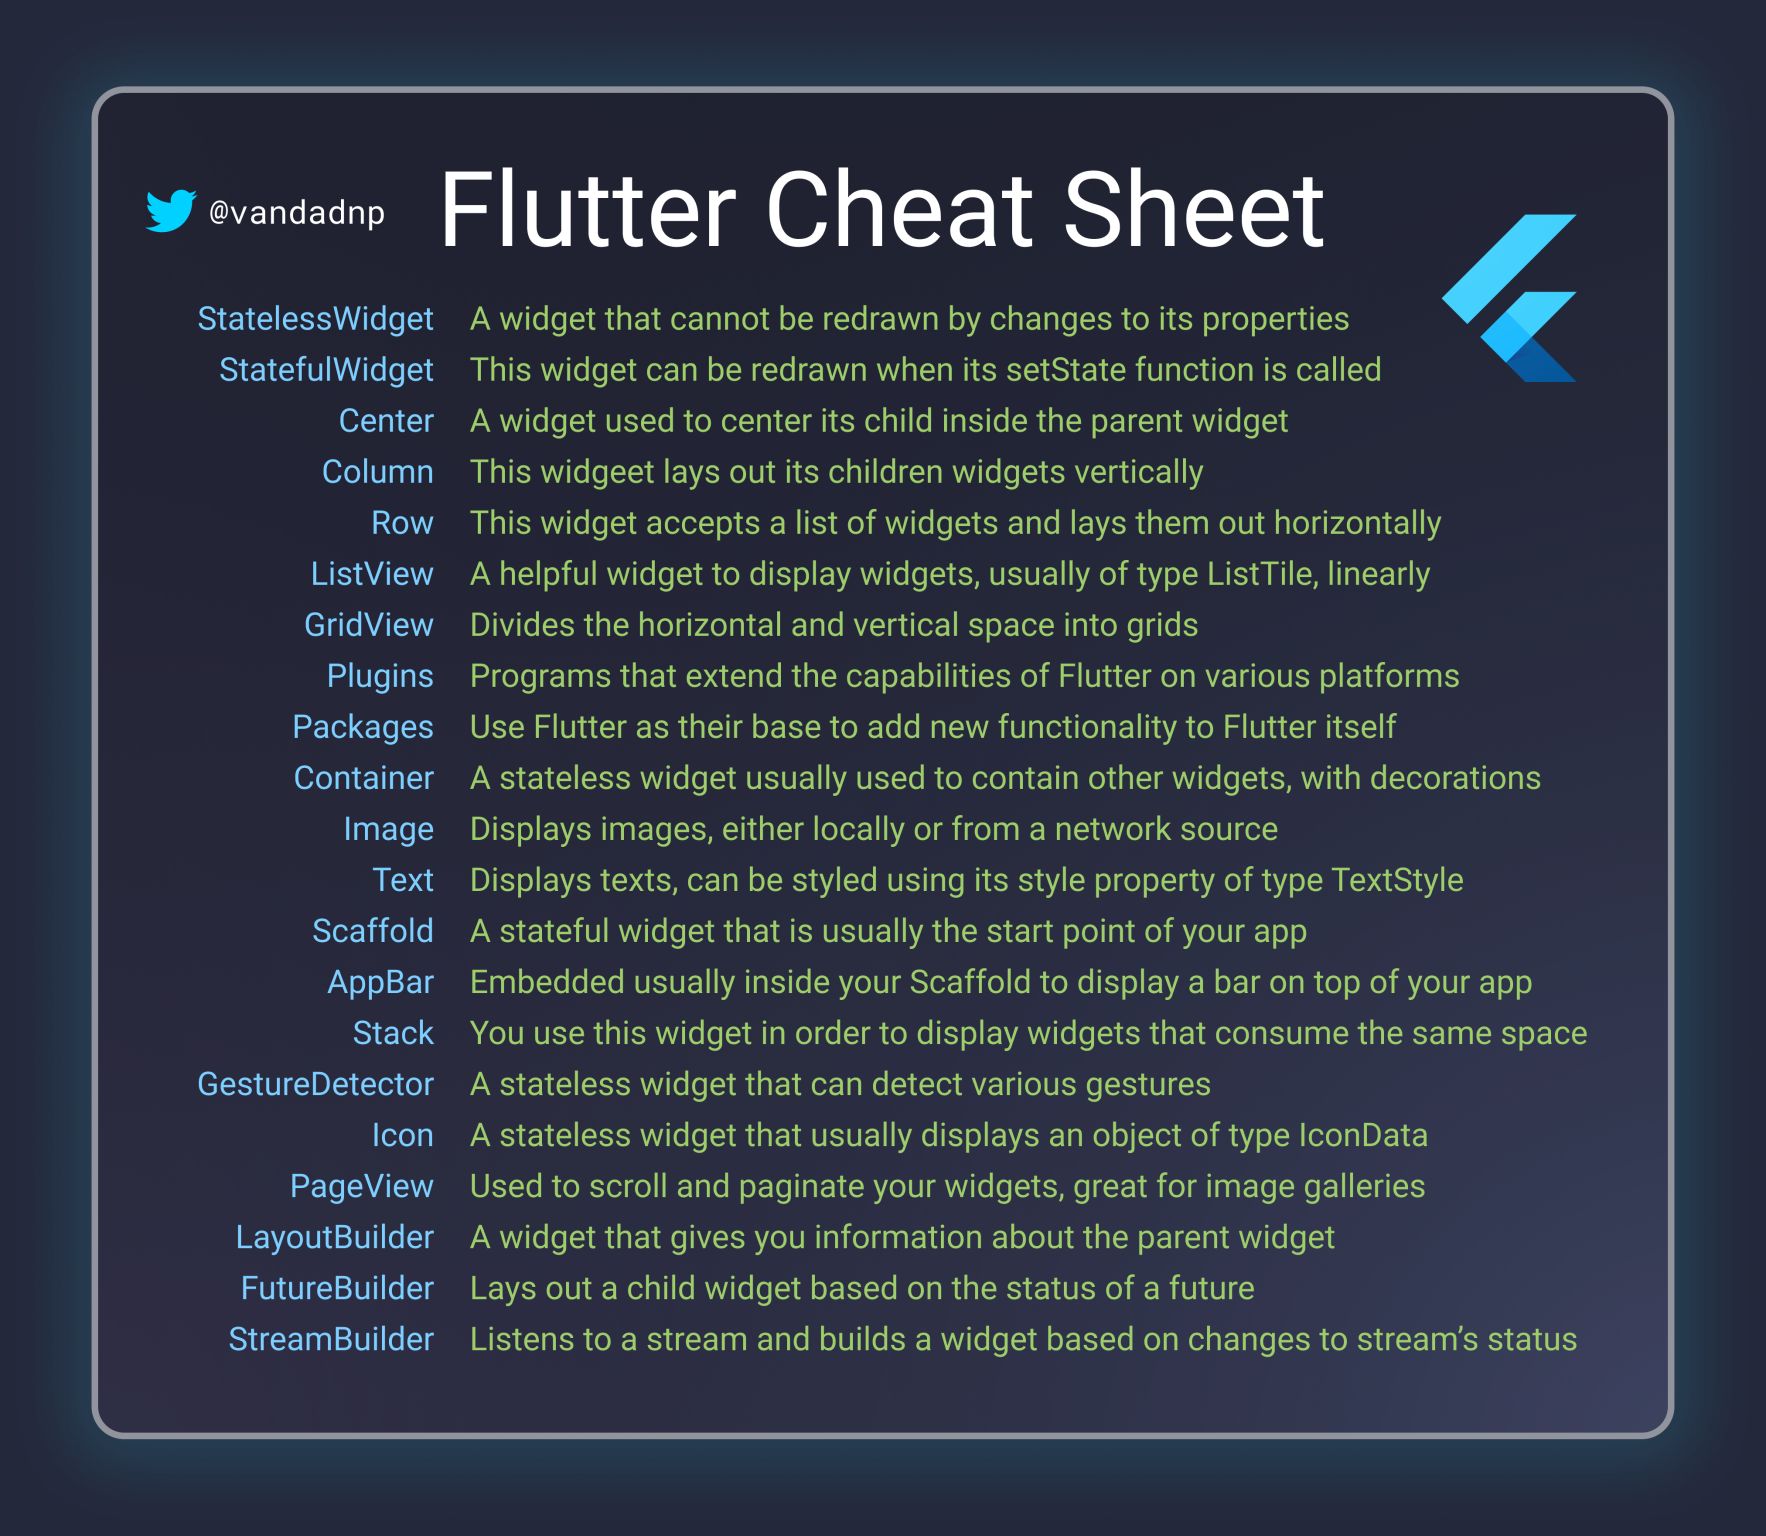 @vandadnp
Flutter Cheat Sheet
StatelessWidget A widget that cannot be redrawn by changes to its properties
StatefulWidget This widget can be redrawn when its setState function is called
Center A widget used to center its child inside the parent widget
Column This widgeet lays out its children widgets vertically
Row This widget accepts a list of widgets and lays them out horizontally
ListView A helpful widget to display widgets, usually of type ListTile, linearly
GridView Divides the horizontal and vertical space into grids
Plugins Programs that extend the capabilities of Flutter on various platforms
Packages Use Flutter as their base to add new functionality to Flutter itself
Container A stateless widget usually used to contain other widgets, with decorations
Image Displays images, either locally or from a network source
Text Displays texts, can be styled using its style property of type TextStyle
Scaffold A stateful widget that is usually the start point of your app
AppBar Embedded usually inside your Scaffold to display a bar on top of your app
Stack You use this widget in order to display widgets that consume the same space
GestureDetector A stateless widget that can detect various gestures
Icon A stateless widget that usually displays an object of type IconData
PageView Used to scroll and paginate your widgets, great for image galleries
LayoutBuilder A widget that gives you information about the parent widget
FutureBuilder Lays out a child widget based on the status of a future
StreamBuilder Listens to a stream and builds a widget based on changes to stream’s status